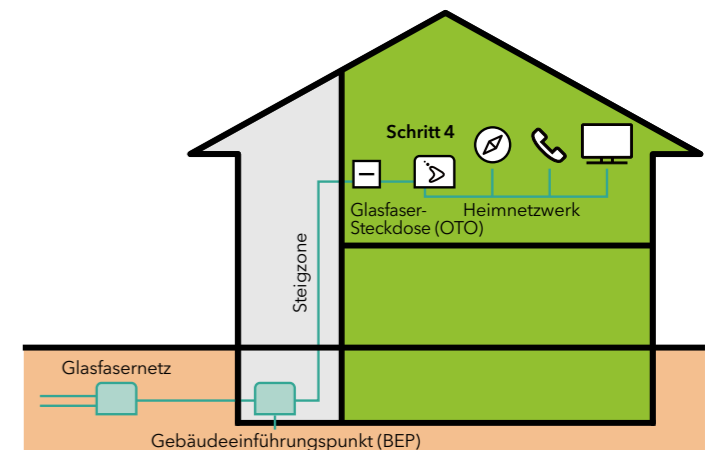 Schritt 4
Glasfaser-
Steckdose (OTO)
Heimnetzwerk
Steigzone
Glasfasernetz
Gebäudeeinführungspunkt (BEP)